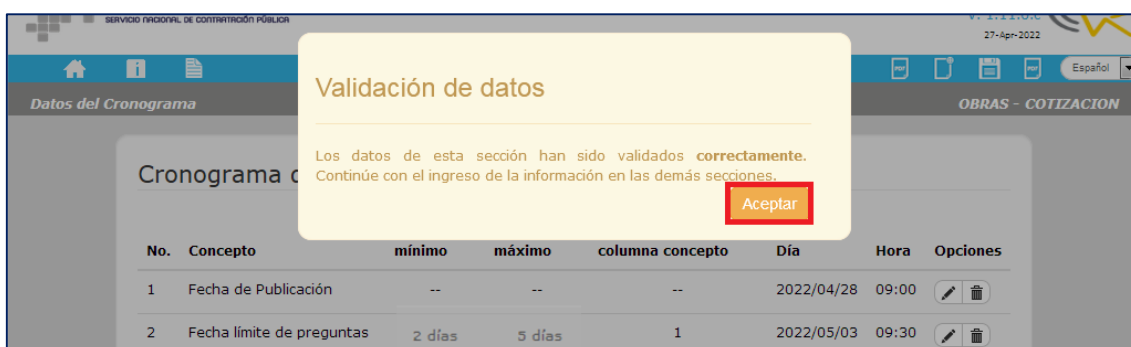 SERVICIO NACIONAL DE CONTRATACIÓN PÚBLICA
27-Apr-2022
Español
Datos del Cronograma
OBRAS - COTIZACION
Validación de datos
Los datos de esta sección han sido validados correctamente.
Continúe con el ingreso de la información en las demás secciones.
Aceptar
Cronograma
No. Concepto mínimo máximo columna concepto Día Hora Opciones
1 Fecha de Publicación -- -- -- 2022/04/28 09:00
2 Fecha límite de preguntas 2 días 5 días 1 2022/05/03 09:30